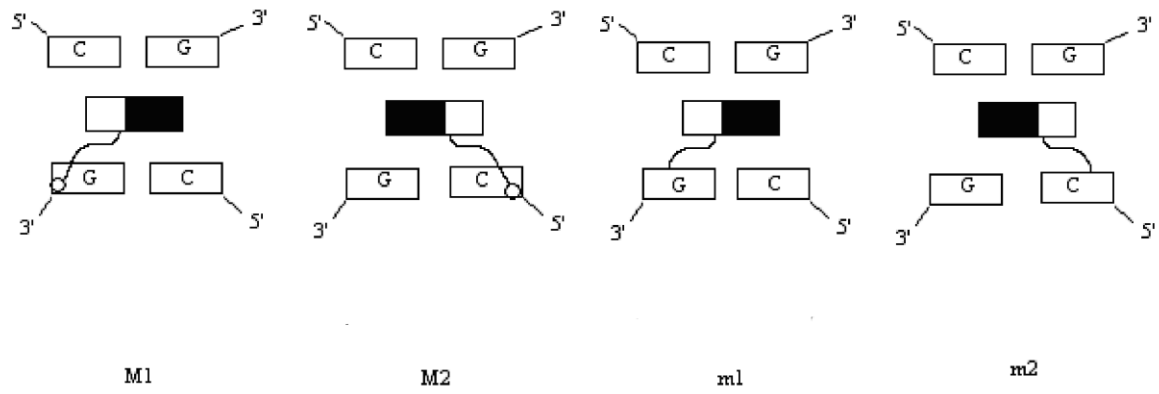 5' C G 3' 5' C G 3' 5' C G 3' 5' C G 3'
G C G C G C G C
3' 5' 3' 5' 3' 5' 3' 5'
M1 M2 m1 m2